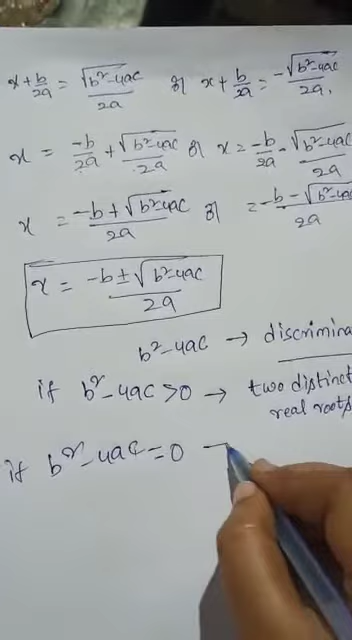 x + b/2a = √(b²-4ac)/2a or x + b/2a = -√(b²-4ac)/2a
x = -b/2a + √(b²-4ac)/2a or x = -b/2a - √(b²-4ac)/2a
x = -b+√(b²-4ac)/2a or = -b-√(b²-4ac)/2a
x = -b±√(b²-4ac)/2a
b²-4ac → discrimina
if b²-4ac>0 → two distinct
real roots
if b²-4ac=0 →